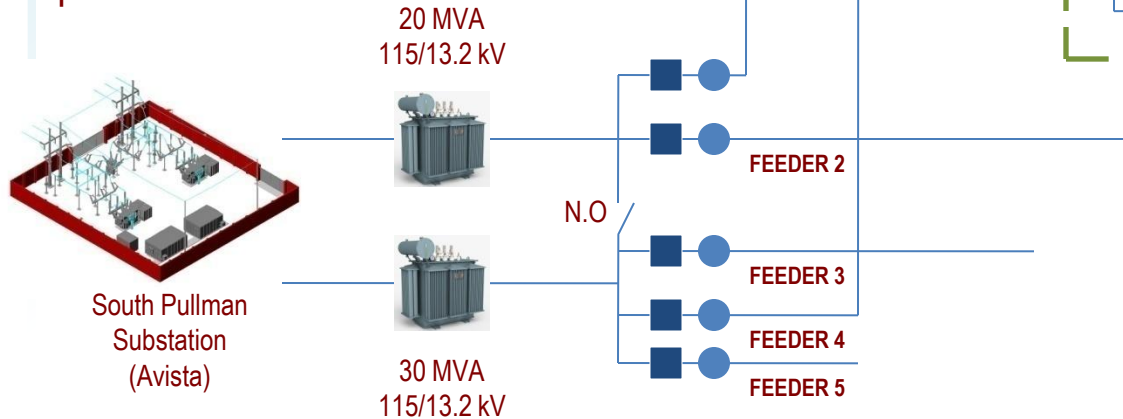 20 MVA
115/13.2 kV
FEEDER 2
N.O
FEEDER 3
South Pullman
Substation
(Avista)
FEEDER 4
30 MVA
115/13.2 kV
FEEDER 5